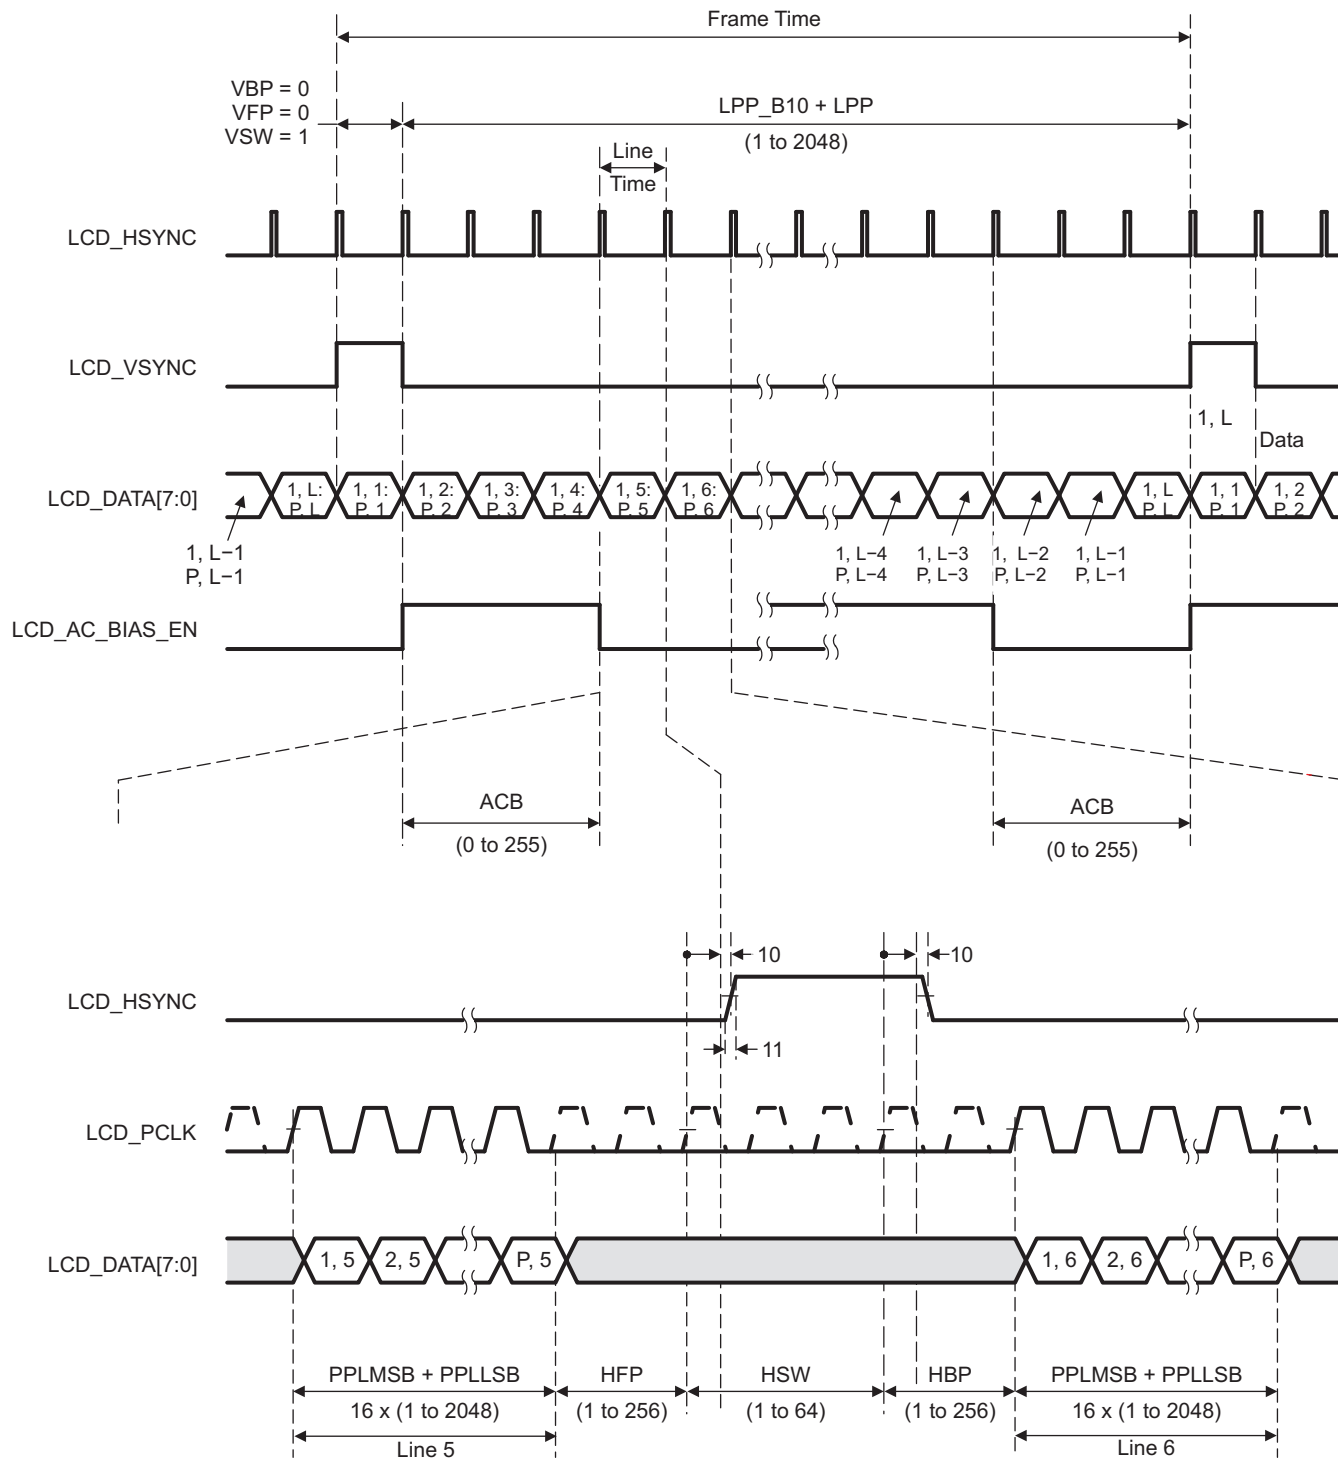 Frame Time
VBP = 0
VFP = 0
VSW = 1
LPP_B10 + LPP
(1 to 2048)
Line
Time
LCD_HSYNC
LCD_VSYNC
1, L
Data
LCD_DATA[7:0]
1, L: 1, 1: 1, 2: 1, 3: 1, 4: 1, 5: 1, 6: 1, L 1, 1 1, 2
P, L P, 1 P, 2 P, 3 P, 4 P, 5 P, 6 P, L P, 1 P, 2
1, L−1 1, L−4 1, L−3 1, L−2 1, L−1
P, L−1 P, L−4 P, L−3 P, L−2 P, L−1
LCD_AC_BIAS_EN
ACB ACB
(0 to 255) (0 to 255)
10 10
LCD_HSYNC
11
LCD_PCLK
LCD_DATA[7:0] 1, 5 2, 5 P, 5 1, 6 2, 6 P, 6
PPLMSB + PPLLSB HFP HSW HBP PPLMSB + PPLLSB
16 x (1 to 2048) (1 to 256) (1 to 64) (1 to 256) 16 x (1 to 2048)
Line 5 Line 6